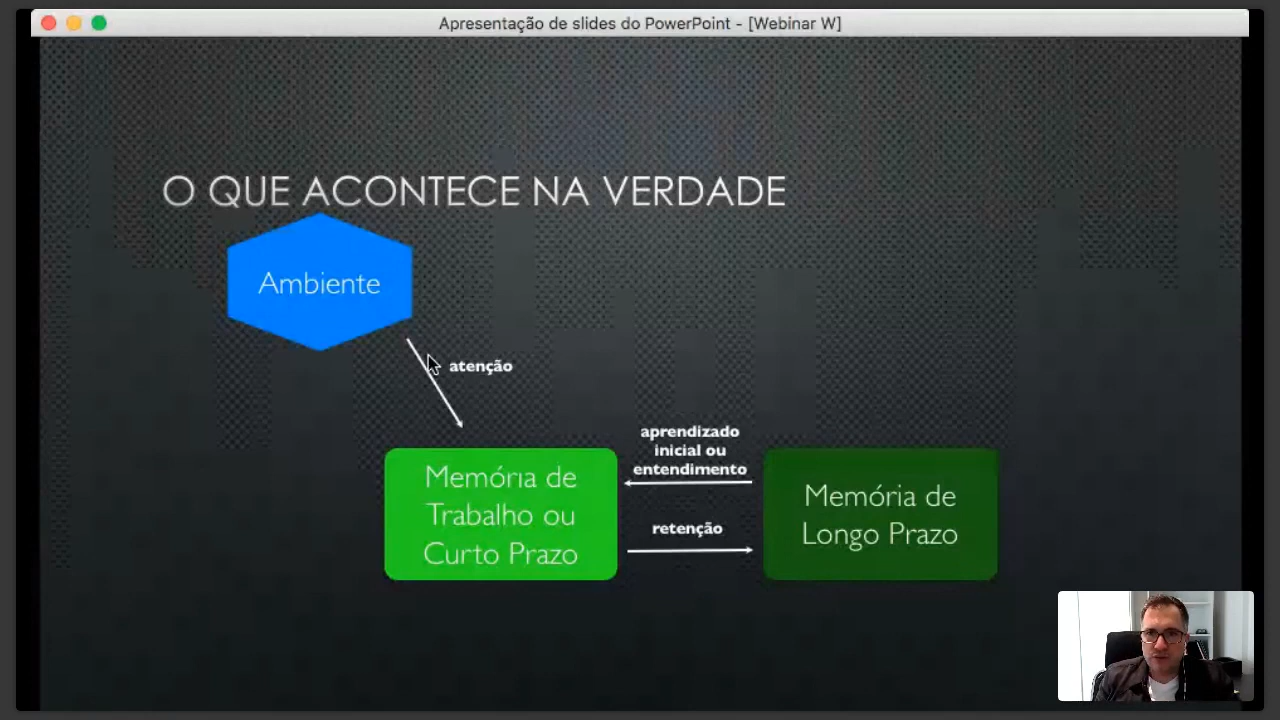 Apresentação de slides do PowerPoint - [Webinar W]
O QUE ACONTECE NA VERDADE
Ambiente
atenção
aprendizado
inicial ou
entendimento
Memória de
Trabalho ou
Curto Prazo
retenção
Memória de
Longo Prazo